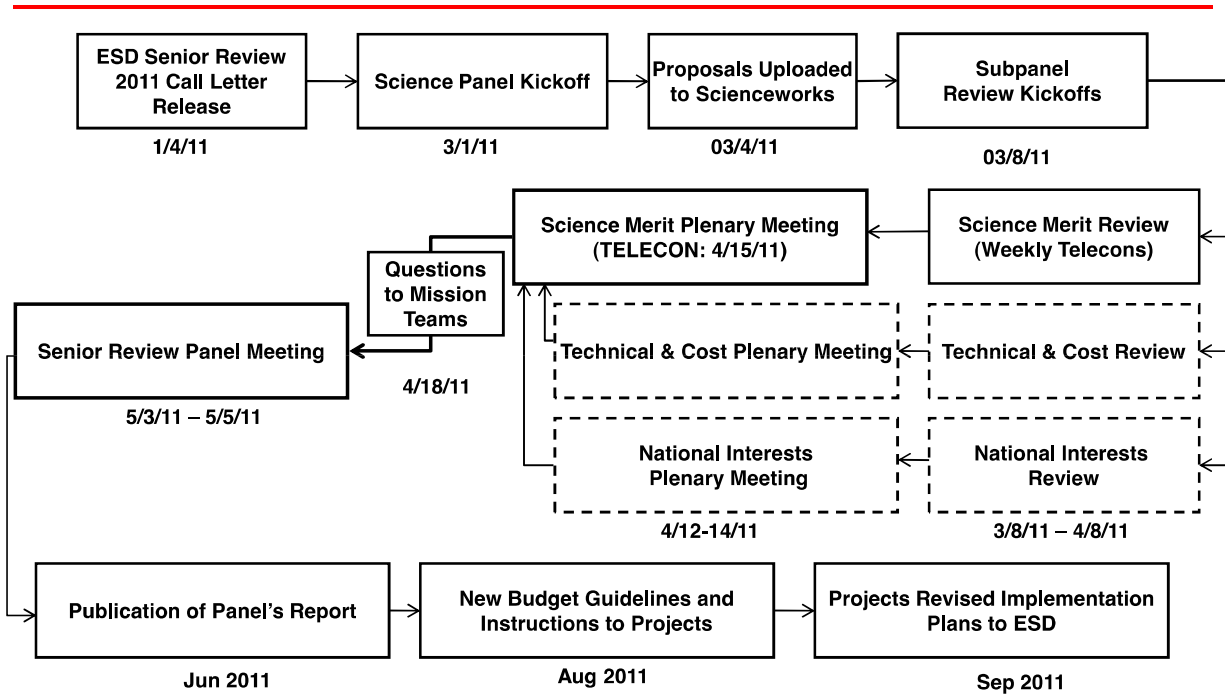 ESD Senior Review
2011 Call Letter
Release
1/4/11
Science Panel Kickoff
3/1/11
Proposals Uploaded
to Scienceworks
03/4/11
Subpanel
Review Kickoffs
03/8/11
Science Merit Review
(Weekly Telecons)
Science Merit Plenary Meeting
(TELECON: 4/15/11)
Technical & Cost Review
Technical & Cost Plenary Meeting
National Interests
Review
3/8/11 – 4/8/11
National Interests
Plenary Meeting
4/12-14/11
Questions
to Mission
Teams
4/18/11
Senior Review Panel Meeting
5/3/11 – 5/5/11
Publication of Panel's Report
Jun 2011
New Budget Guidelines and
Instructions to Projects
Aug 2011
Projects Revised Implementation
Plans to ESD
Sep 2011